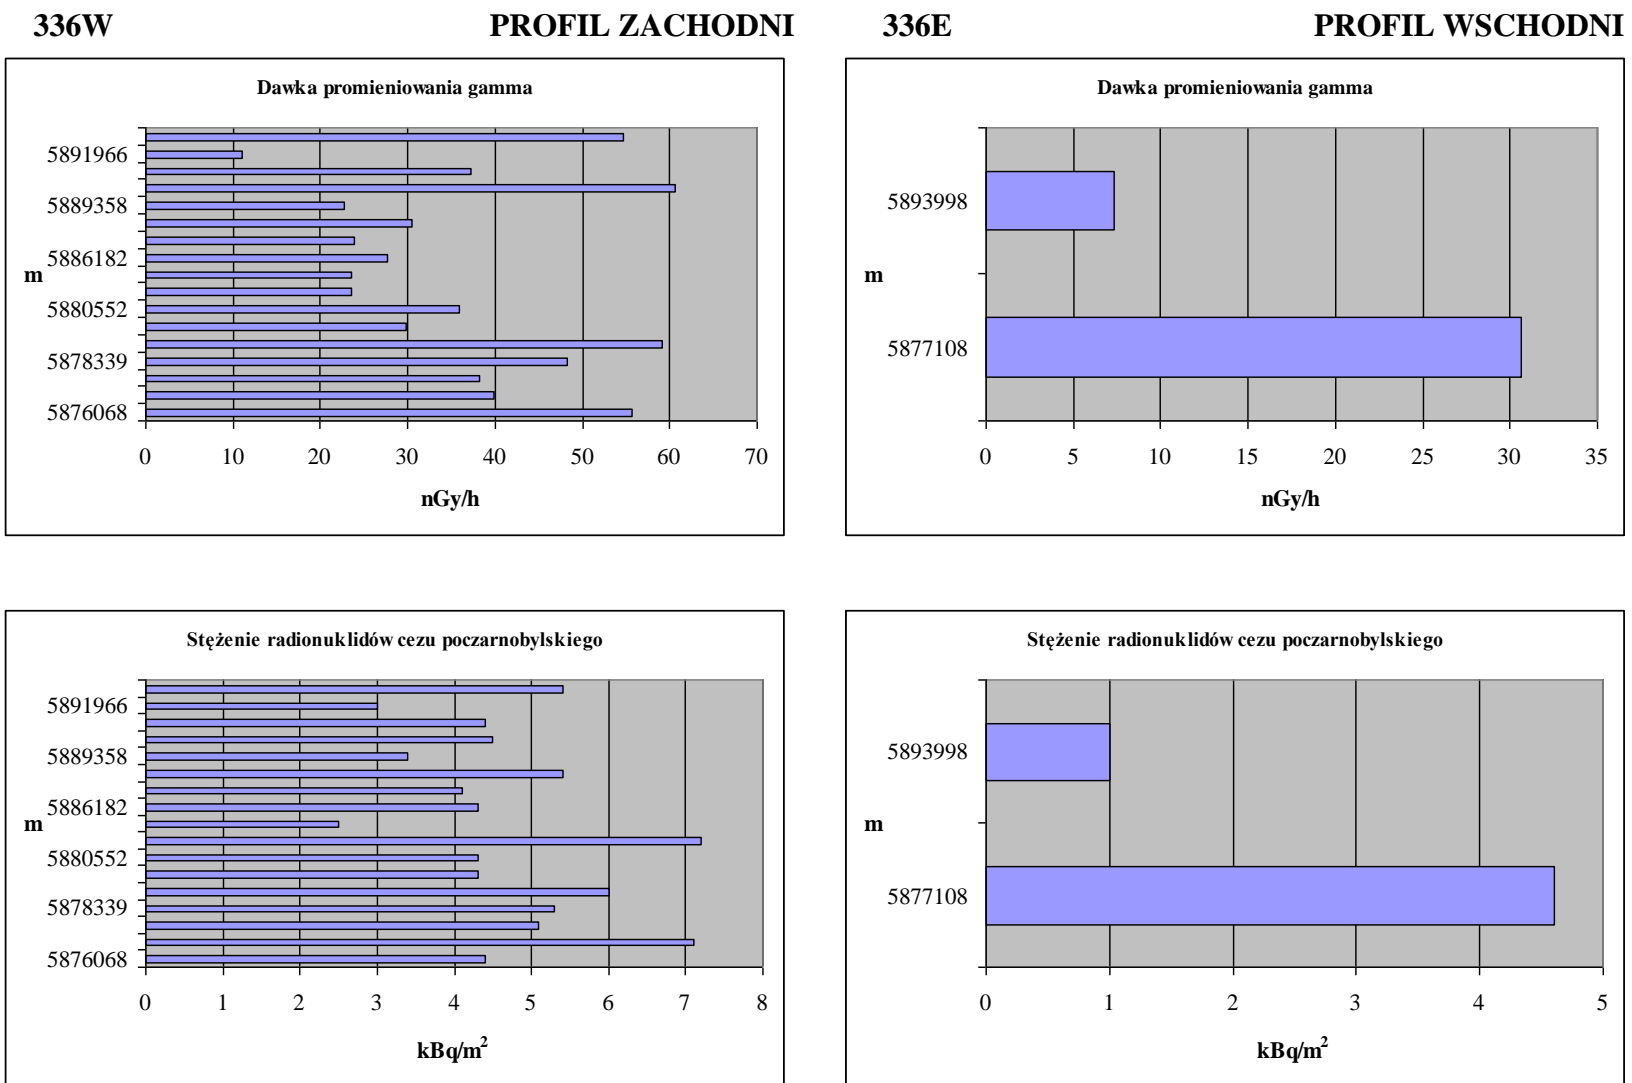 336W PROFIL ZACHODNI
336E PROFIL WSCHODNI
Dawka promieniowania gamma
5891966
5889358
5886182
m
5880552
5878339
5876068
0 10 20 30 40 50 60 70
nGy/h
Dawka promieniowania gamma
5893998
m
5877108
0 5 10 15 20 25 30 35
nGy/h
Stężenie radionuklidów cezu poczarnobylskiego
5891966
5889358
5886182
m
5880552
5878339
5876068
0 1 2 3 4 5 6 7 8
kBq/m²
Stężenie radionuklidów cezu poczarnobylskiego
5893998
m
5877108
0 1 2 3 4 5
kBq/m²